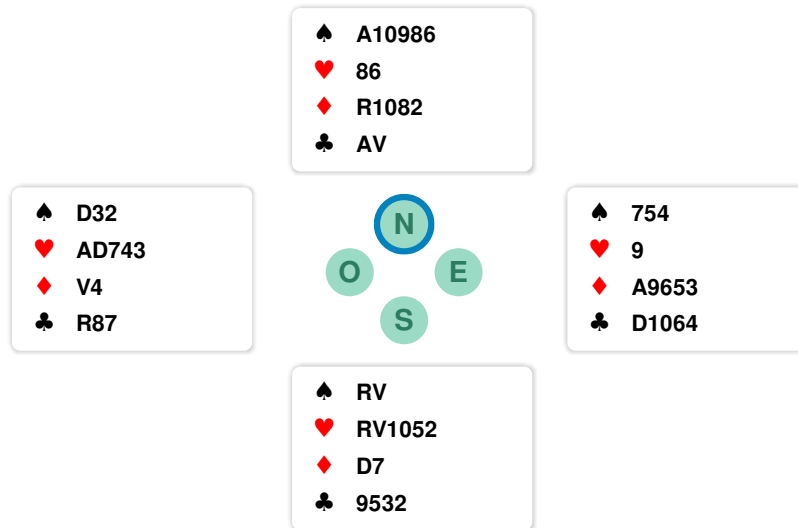 ♠ A10986
♥ 86
♦ R1082
♣ AV
♠ D32
♥ AD743
♦ V4
♣ R87
N
O
E
S
♠ 754
♥ 9
♦ A9653
♣ D1064
♠ RV
♥ RV1052
♦ D7
♣ 9532